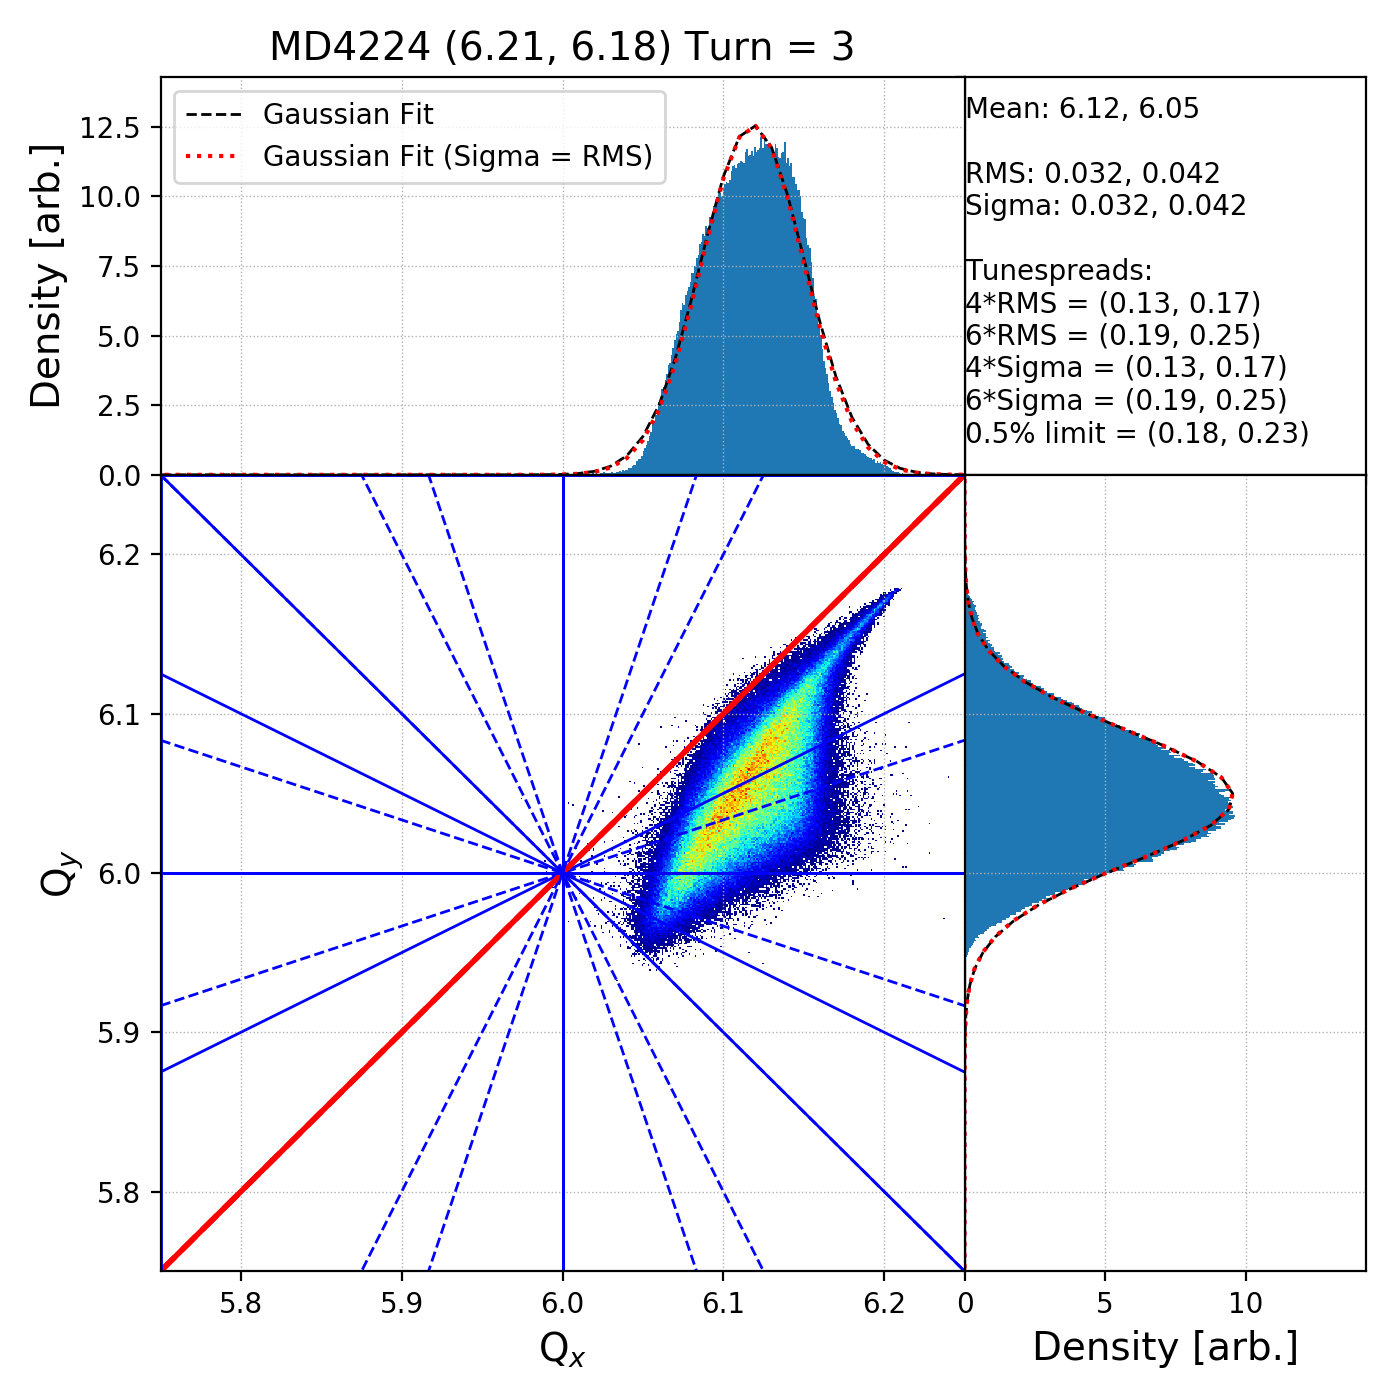 MD4224 (6.21, 6.18) Turn = 3
Gaussian Fit
Gaussian Fit (Sigma = RMS)
Density [arb.]
12.5
10.0
7.5
5.0
2.5
0.0
Mean: 6.12, 6.05
RMS: 0.032, 0.042
Sigma: 0.032, 0.042
Tunespreads:
4*RMS = (0.13, 0.17)
6*RMS = (0.19, 0.25)
4*Sigma = (0.13, 0.17)
6*Sigma = (0.19, 0.25)
0.5% limit = (0.18, 0.23)
Qy
6.2
6.1
6.0
5.9
5.8
5.8 5.9 6.0 6.1 6.2
Qx
0 5 10
Density [arb.]